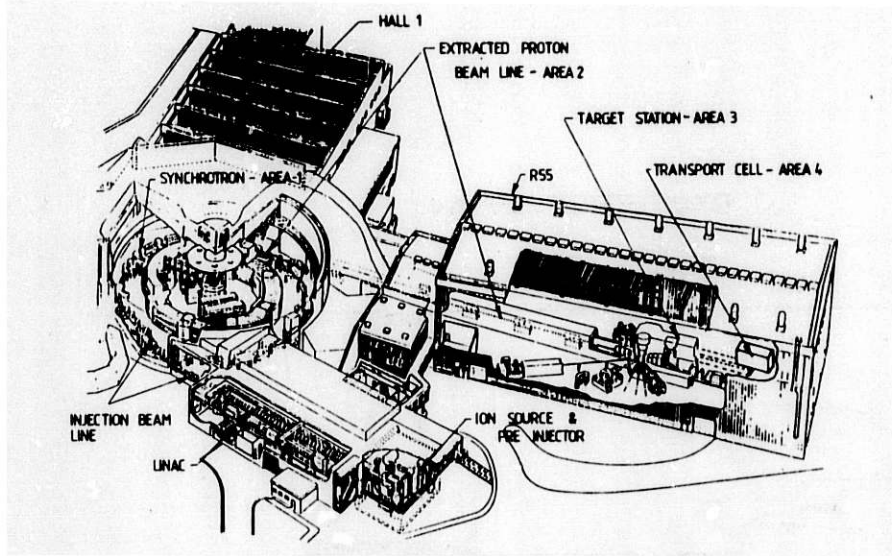 HALL 1
EXTRACTED PROTON
BEAM LINE - AREA 2
TARGET STATION - AREA 3
R55
TRANSPORT CELL - AREA 4
SYNCHROTRON - AREA 1
INJECTION BEAM
LINE
LINAC
ION SOURCE &
PRE INJECTOR